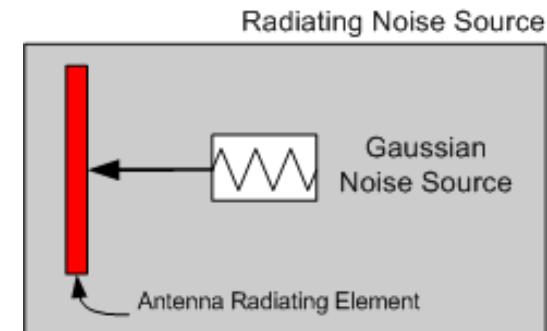 Radiating Noise Source
Gaussian
Noise Source
Antenna Radiating Element